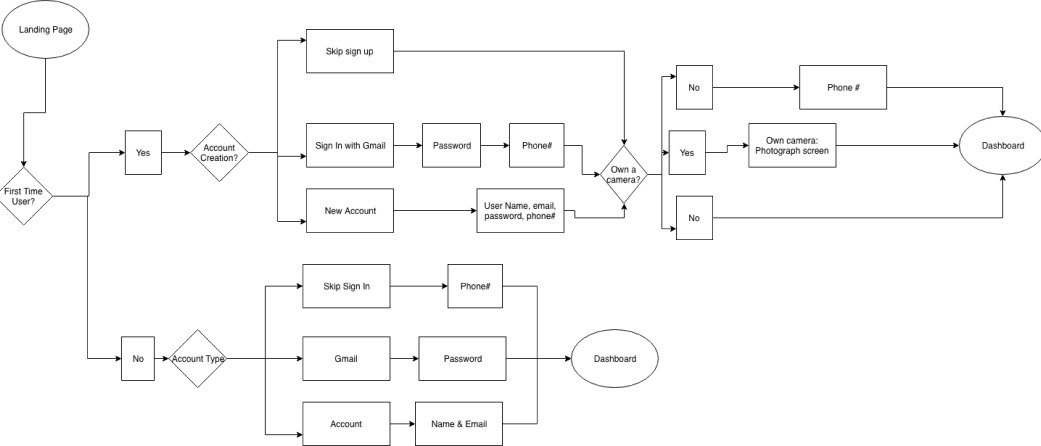 Landing Page
First Time
User?
Yes
Account
Creation?
Skip sign up
Sign In with Gmail
Password
Phone#
New Account
User Name, email,
password, phone#
Own a
camera?
No
Phone #
Yes
Own camera:
Photograph screen
No
Dashboard
No
Account Type
Skip Sign In
Phone#
Gmail
Password
Account
Name & Email
Dashboard